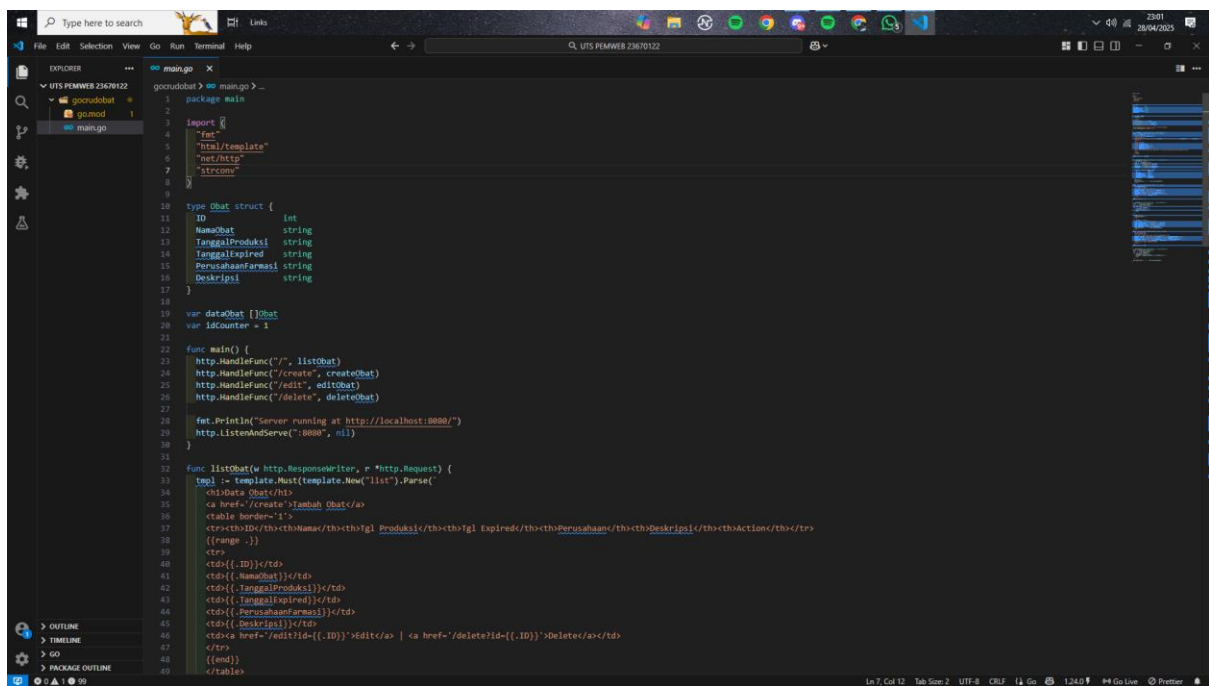 Type here to search
Links
23:01
28/04/2025
File Edit Selection View Go Run Terminal Help
UTS PEMWEB 23670122
EXPLORER
main.go
UTS PEMWEB 23670122
gocrudobat
go.mod 1
main.go
gocrudobat > main.go > ...
1 package main
2
3 import (
4 "fmt"
5 "html/template"
6 "net/http"
7 "strconv"
8 )
9
10 type Obat struct {
11 ID int
12 NamaObat string
13 TanggalProduksi string
14 TanggalExpired string
15 PerusahaanFarmasi string
16 Deskripsi string
17 }
18
19 var dataObat []Obat
20 var idCounter = 1
21
22 func main() {
23 http.HandleFunc("/", listObat)
24 http.HandleFunc("/create", createObat)
25 http.HandleFunc("/edit", editObat)
26 http.HandleFunc("/delete", deleteObat)
27
28 fmt.Println("Server running at http://localhost:8080/")
29 http.ListenAndServe(":8080", nil)
30 }
31
32 func listObat(w http.ResponseWriter, r *http.Request) {
33 tmpl := template.Must(template.New("list").Parse(`
34 <h1>Data Obat</h1>
35 <a href='/create'>Tambah Obat</a>
36 <table border='1'>
37 <tr><th>ID</th><th>Nama</th><th>Tgl Produksi</th><th>Tgl Expired</th><th>Perusahaan</th><th>Deskripsi</th><th>Action</th></tr>
38 {{range .}}
39 <tr>
40 <td>{{.ID}}</td>
41 <td>{{.NamaObat}}</td>
42 <td>{{.TanggalProduksi}}</td>
43 <td>{{.TanggalExpired}}</td>
44 <td>{{.PerusahaanFarmasi}}</td>
45 <td>{{.Deskripsi}}</td>
46 <td><a href='/edit?id={{.ID}}'>Edit</a> | <a href='/delete?id={{.ID}}'>Delete</a></td>
47 </tr>
48 {{end}}
49 </table>
OUTLINE
TIMELINE
GO
PACKAGE OUTLINE
0 1 99
Ln 7, Col 12 Tab Size: 2 UTF-8 CRLF Go 1.24.0 Go Live Prettier